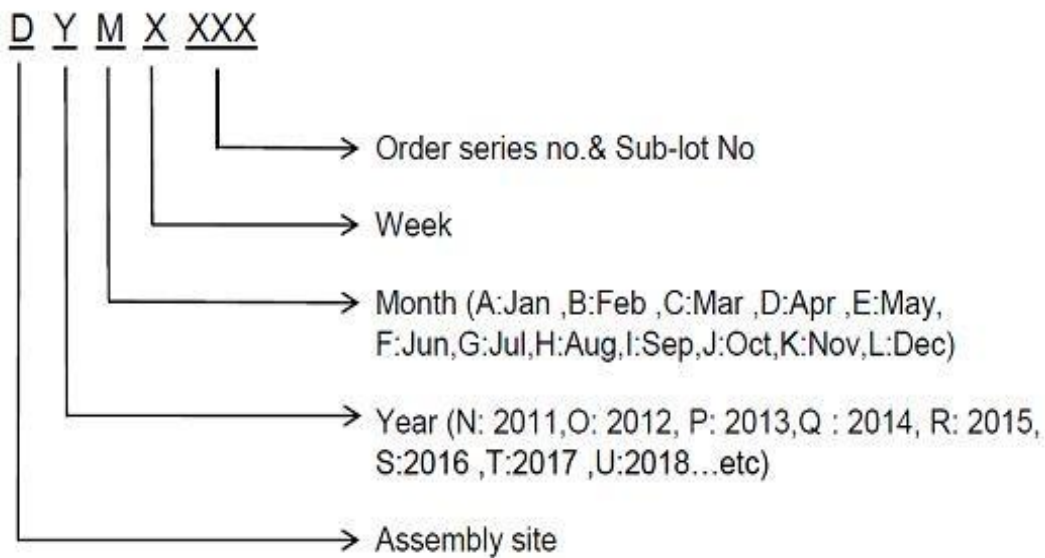 D Y M X XXX
Order series no.& Sub-lot No
Week
Month (A:Jan ,B:Feb ,C:Mar ,D:Apr ,E:May,
F:Jun,G:Jul,H:Aug,I:Sep,J:Oct,K:Nov,L:Dec)
Year (N: 2011,O: 2012, P: 2013,Q : 2014, R: 2015,
S:2016 ,T:2017 ,U:2018...etc)
Assembly site